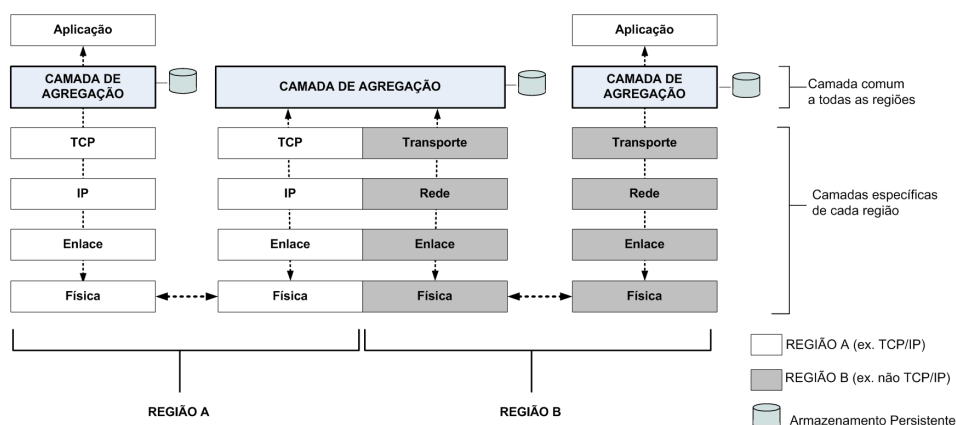 Aplicação
Aplicação
CAMADA DE
AGREGAÇÃO
CAMADA DE AGREGAÇÃO
CAMADA DE
AGREGAÇÃO
Camada comum
a todas as regiões
TCP
TCP
Transporte
Transporte
IP
IP
Rede
Rede
Camadas específicas
de cada região
Enlace
Enlace
Enlace
Enlace
Física
Física
Física
Física
REGIÃO A (ex. TCP/IP)
REGIÃO B (ex. não TCP/IP)
REGIÃO A
REGIÃO B
Armazenamento Persistente